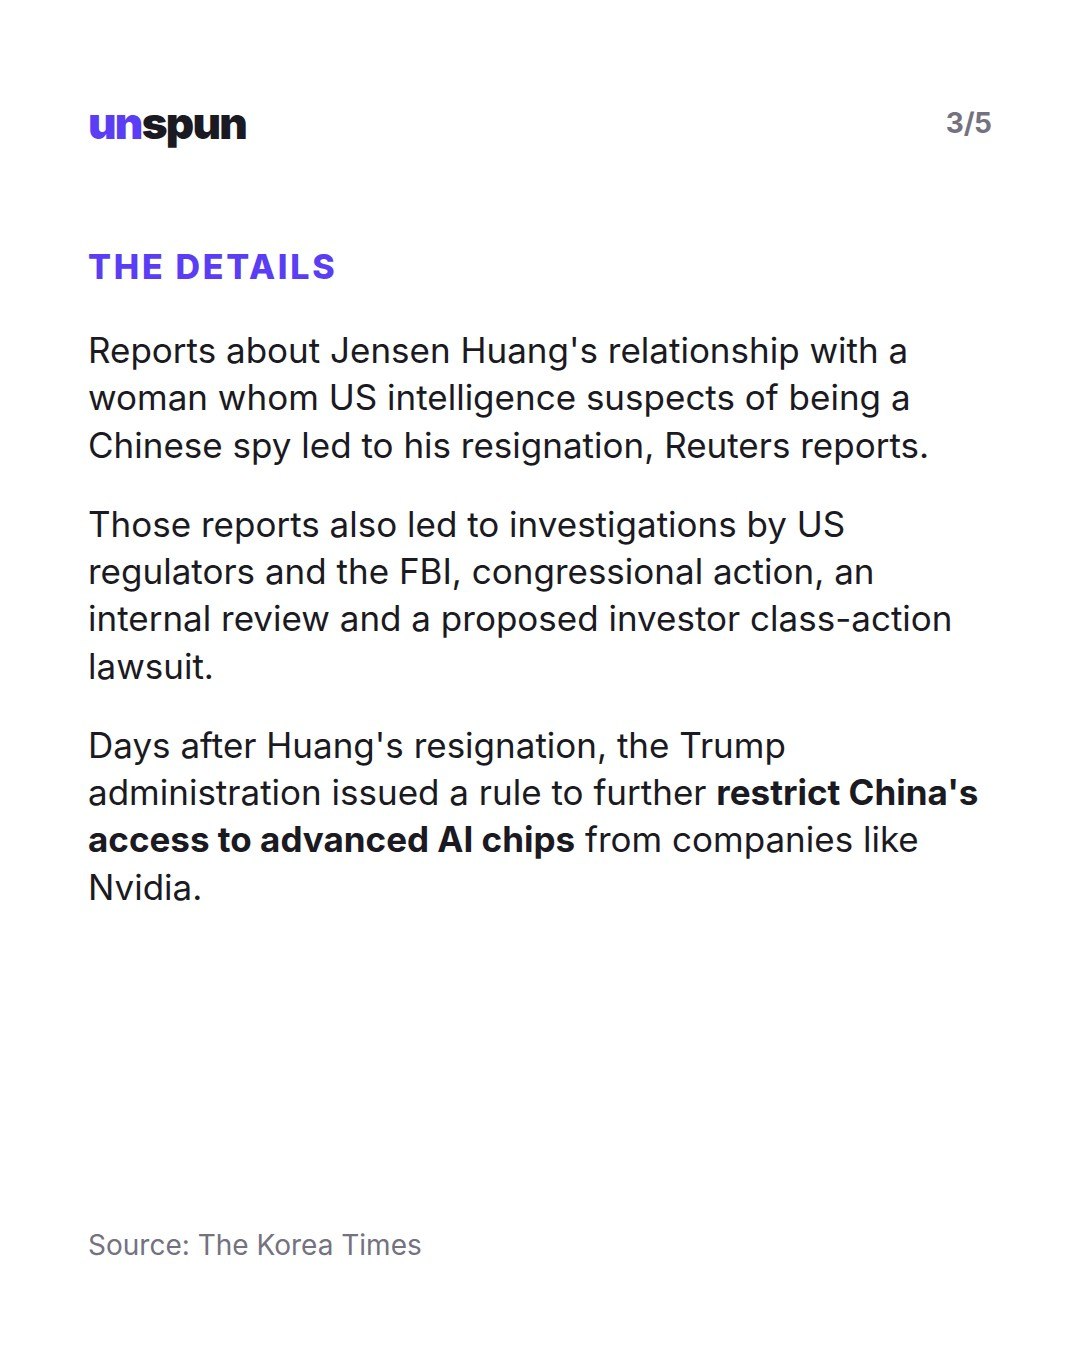 unspun
3/5
THE DETAILS
Reports about Jensen Huang's relationship with a
woman whom US intelligence suspects of being a
Chinese spy led to his resignation, Reuters reports.
Those reports also led to investigations by US
regulators and the FBI, congressional action, an
internal review and a proposed investor class-action
lawsuit.
Days after Huang's resignation, the Trump
administration issued a rule to further restrict China's
access to advanced AI chips from companies like
Nvidia.
Source: The Korea Times